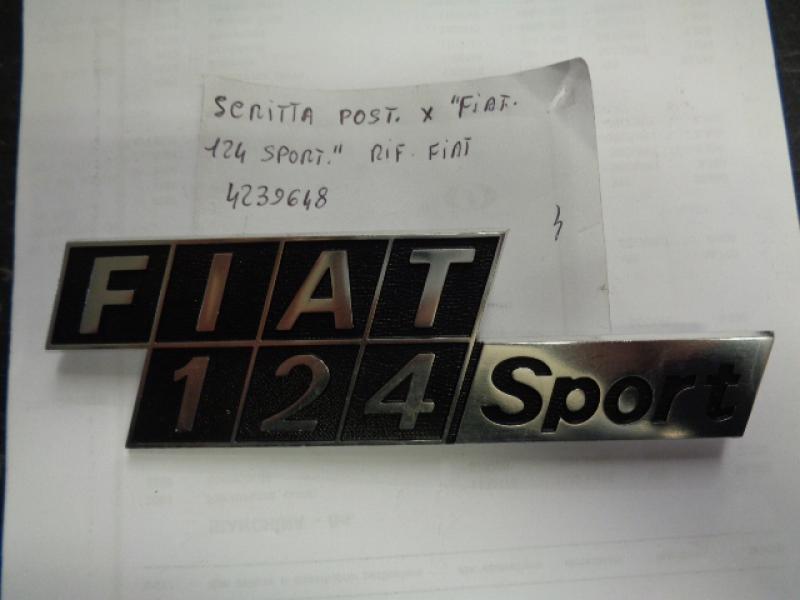 SCRITTA POST. X "FIAT.
124 SPORT." RIF. FIAT
4239648
FIAT
124 Sport